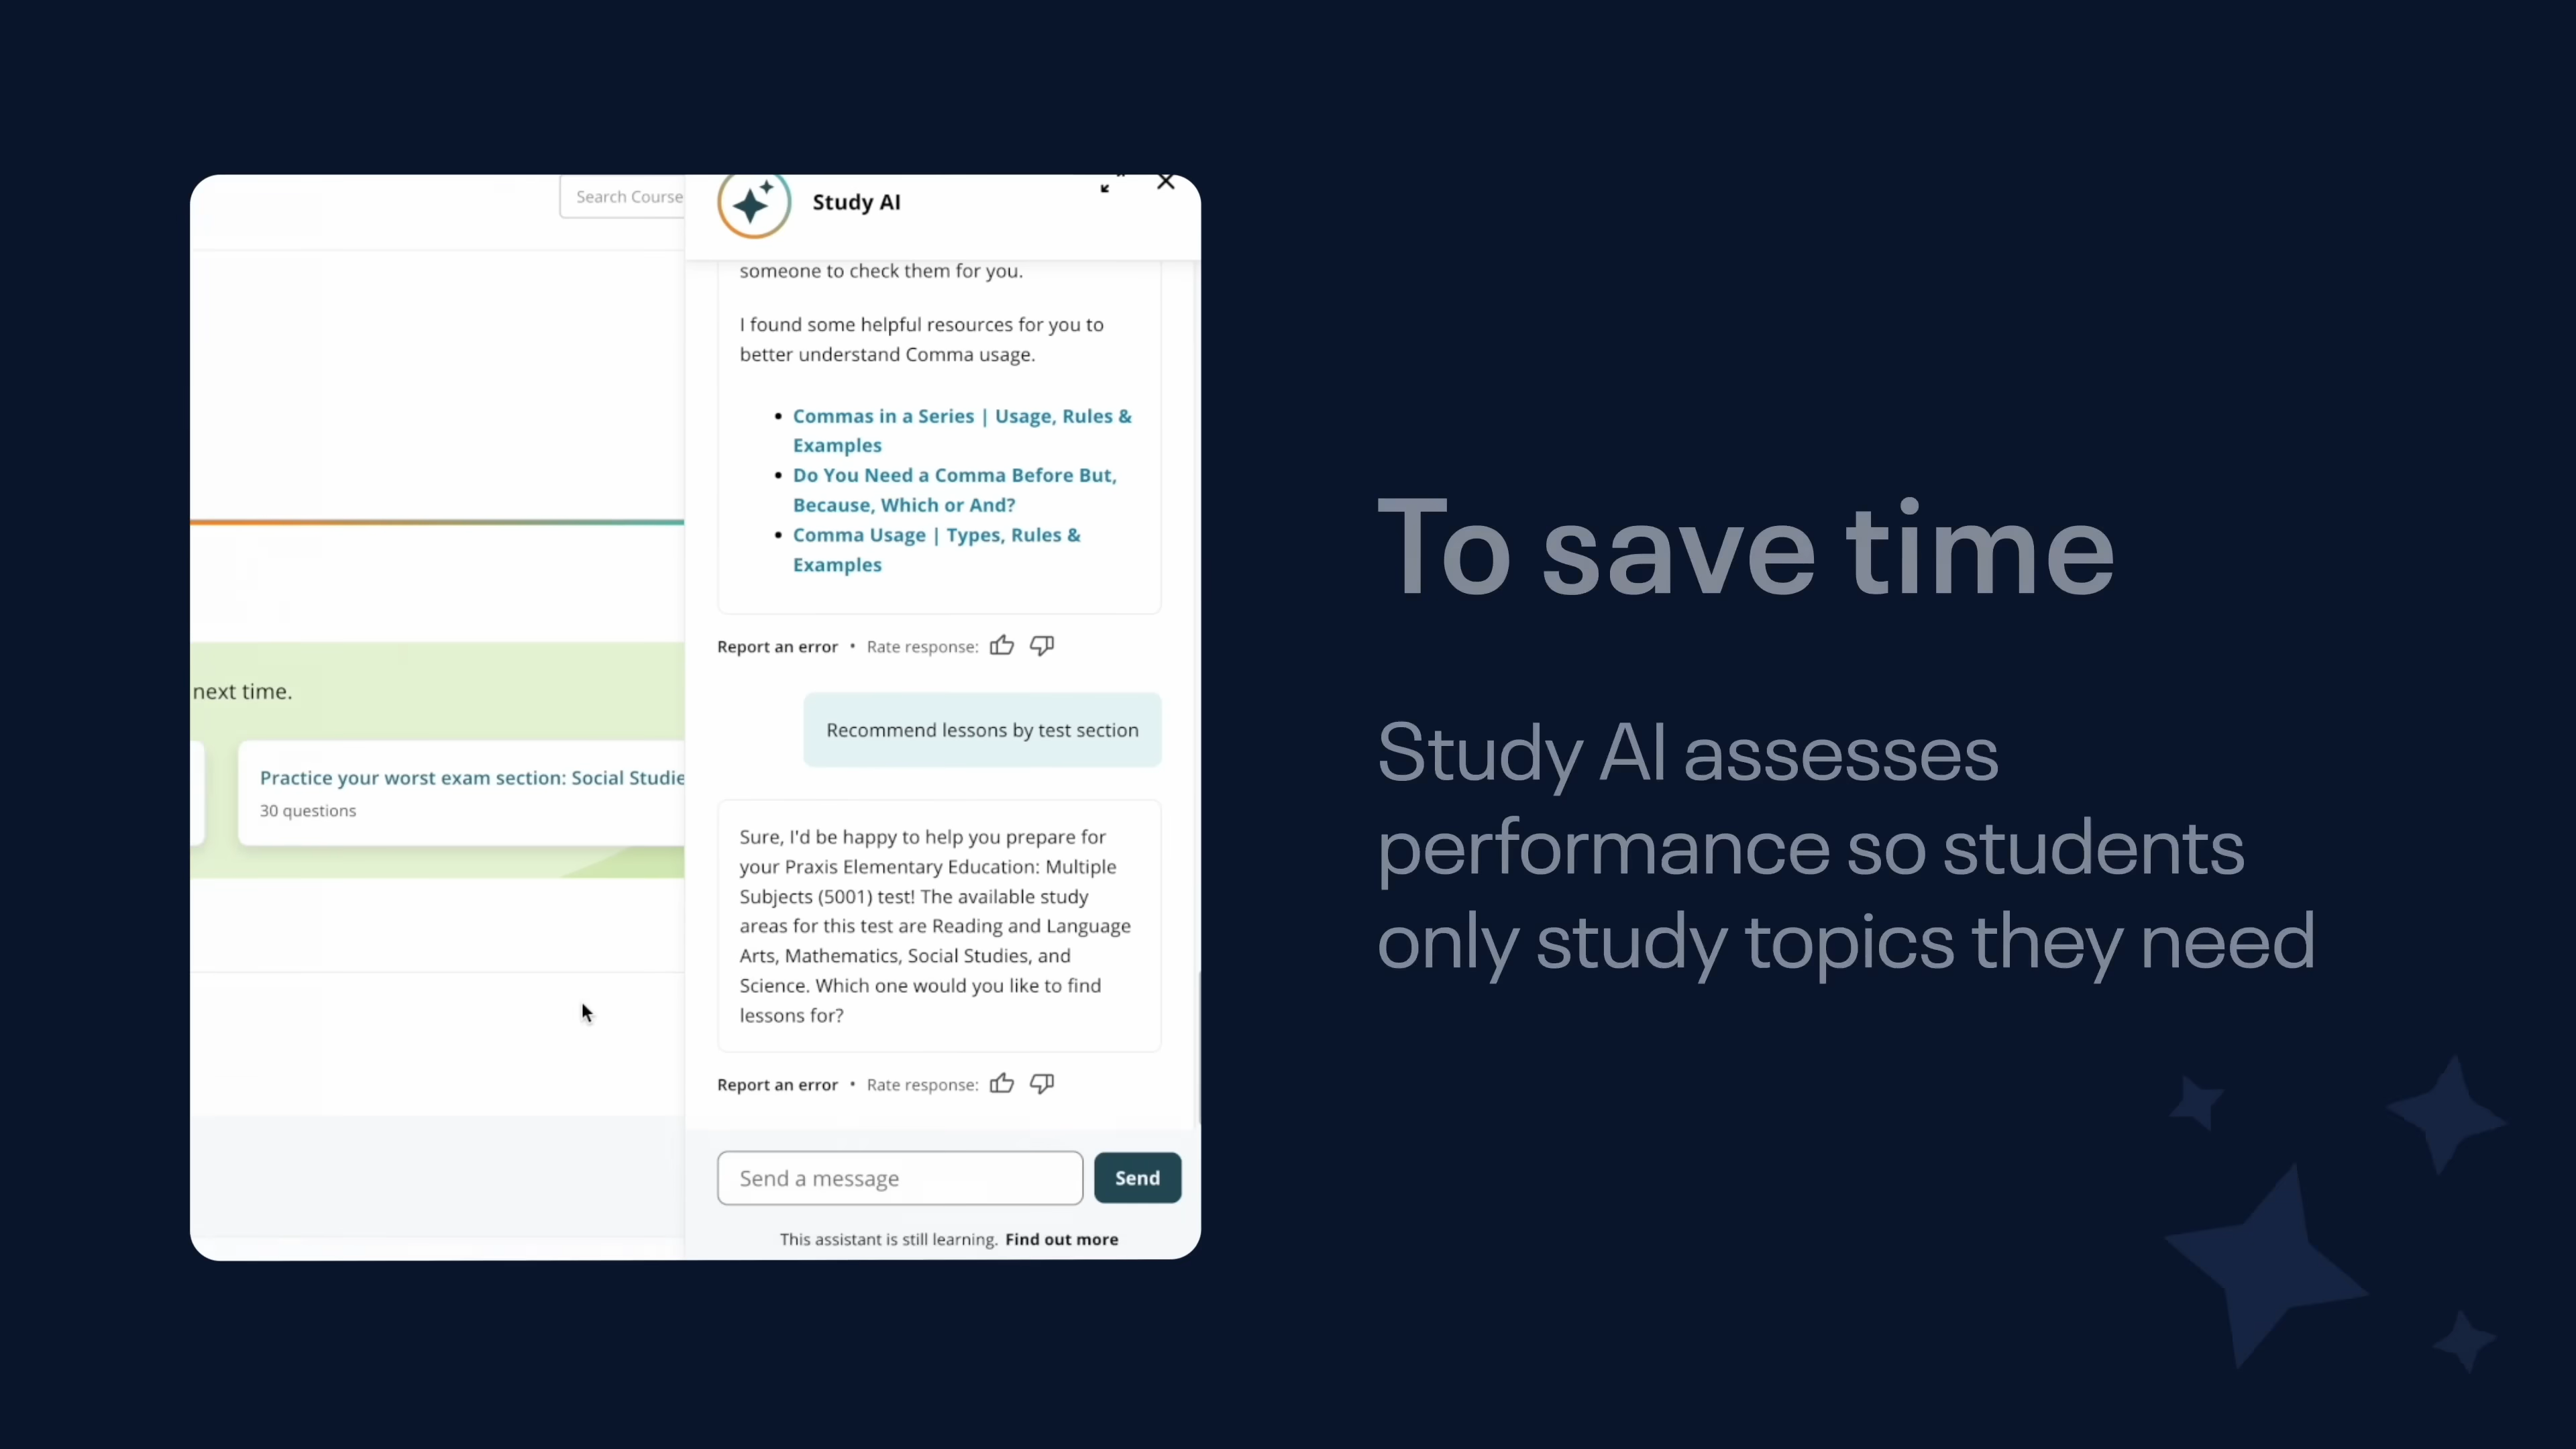 Search Course
Study AI
someone to check them for you.
I found some helpful resources for you to
better understand Comma usage.
• Commas in a Series | Usage, Rules &
Examples
• Do You Need a Comma Before But,
Because, Which or And?
• Comma Usage | Types, Rules &
Examples
Report an error • Rate response:
next time.
Recommend lessons by test section
Practice your worst exam section: Social Studie
30 questions
Sure, I'd be happy to help you prepare for
your Praxis Elementary Education: Multiple
Subjects (5001) test! The available study
areas for this test are Reading and Language
Arts, Mathematics, Social Studies, and
Science. Which one would you like to find
lessons for?
Report an error • Rate response:
Send a message
Send
This assistant is still learning. Find out more
To save time
Study AI assesses
performance so students
only study topics they need